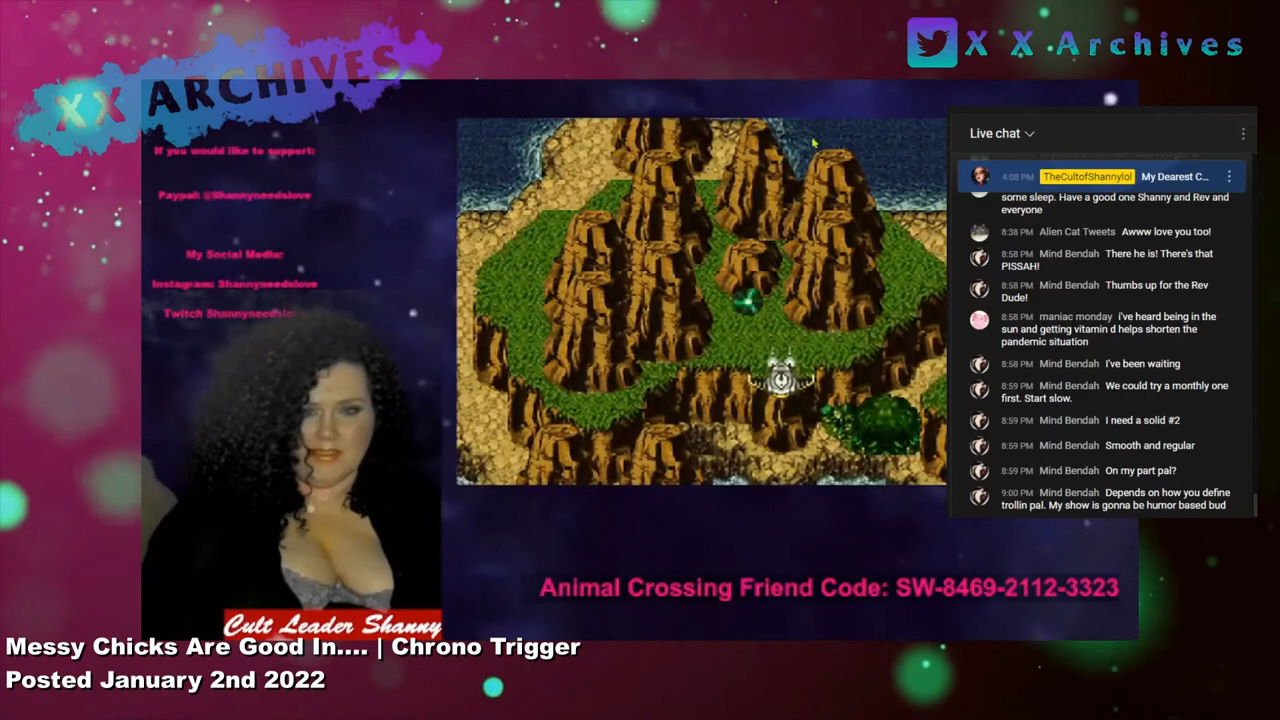 XX ARCHIVES
X X Archives
If you would like to support:
Paypal: @Shannyneedslove
My Social Media:
Instagram: Shannyneedslove
Twitch Shannyneedslo
Live chat
4:08 PM TheCultofShannylol My Dearest C...
some sleep. Have a good one Shanny and Rev and
everyone
8:38 PM Alien Cat Tweets Awww love you too!
8:58 PM Mind Bendah There he is! There's that
PISSAH!
8:58 PM Mind Bendah Thumbs up for the Rev
Dude!
8:58 PM maniac monday i've heard being in the
sun and getting vitamin d helps shorten the
pandemic situation
8:58 PM Mind Bendah I've been waiting
8:59 PM Mind Bendah We could try a monthly one
first. Start slow.
8:59 PM Mind Bendah I need a solid #2
8:59 PM Mind Bendah Smooth and regular
8:59 PM Mind Bendah On my part pal?
9:00 PM Mind Bendah Depends on how you define
trollin pal. My show is gonna be humor based bud
Animal Crossing Friend Code: SW-8469-2112-3323
Cult Leader Shanny
Messy Chicks Are Good In.... | Chrono Trigger
Posted January 2nd 2022